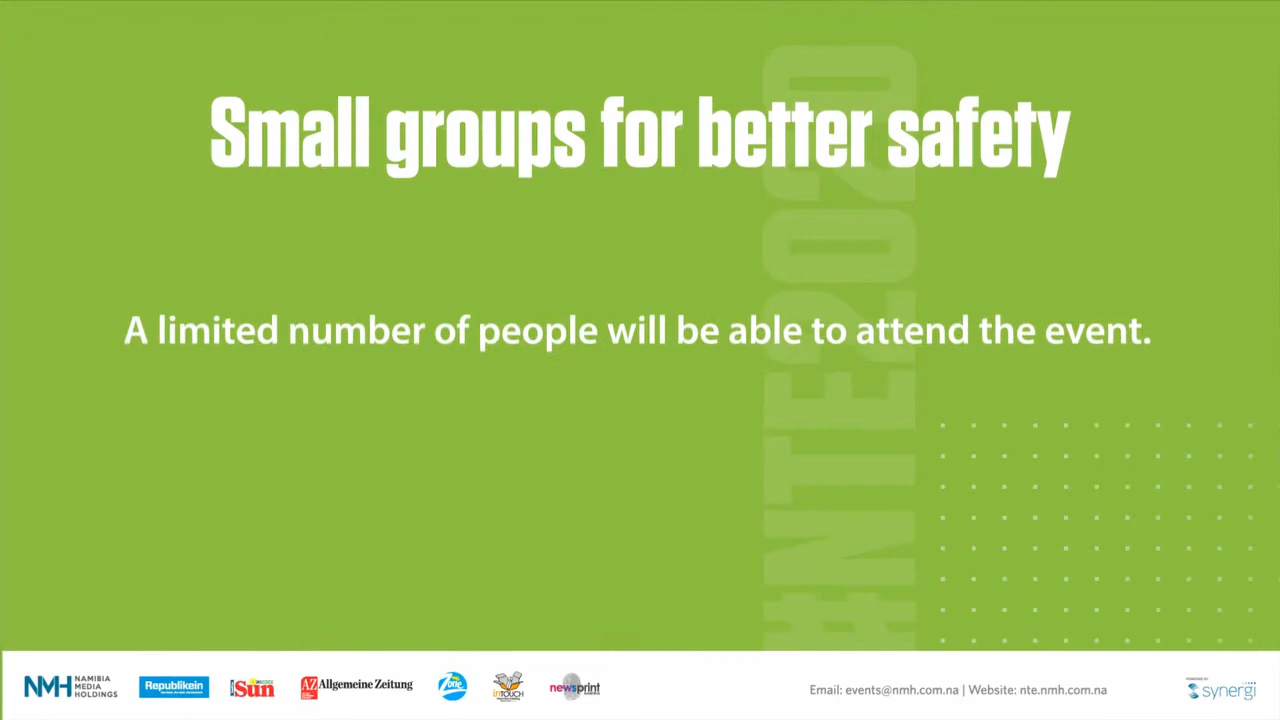 Small groups for better safety
A limited number of people will be able to attend the event.
#NTE2020
NMH NAMIBIA MEDIA HOLDINGS
Republikein
Sun
AZ Allgemeine Zeitung
Zone
inTOUCH
newsprint
Email: events@nmh.com.na | Website: nte.nmh.com.na
POWERED BY
synergi